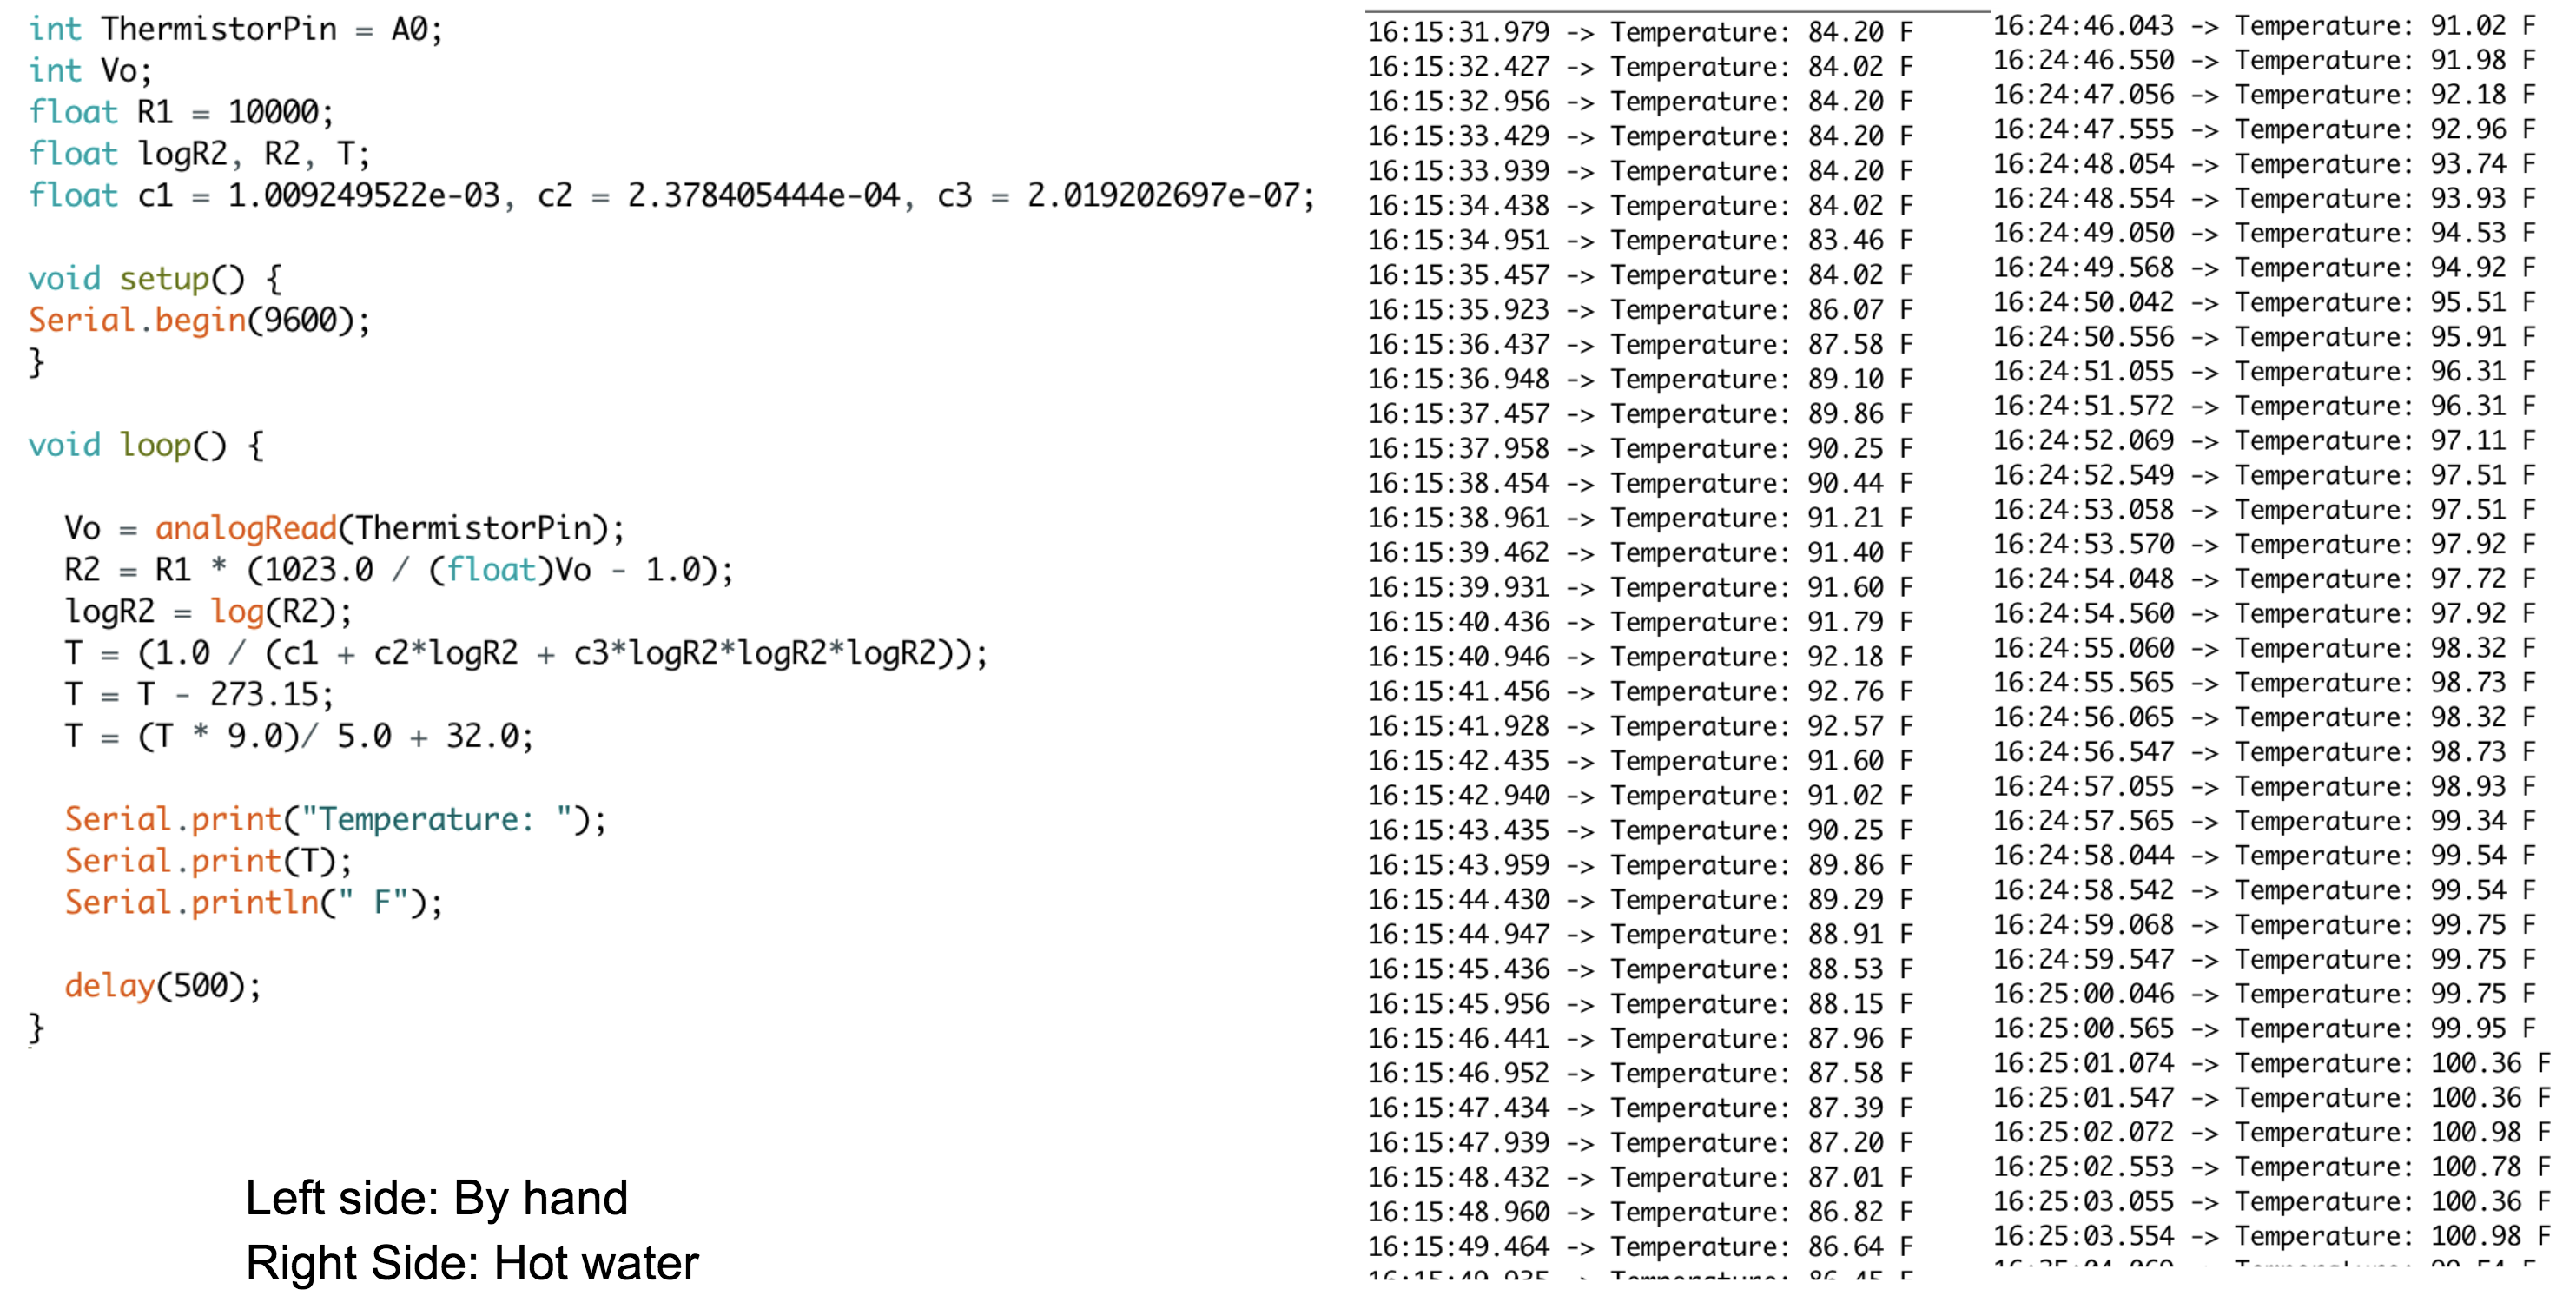 int ThermistorPin = A0;
int Vo;
float R1 = 10000;
float logR2, R2, T;
float c1 = 1.009249522e-03, c2 = 2.378405444e-04, c3 = 2.019202697e-07;
void setup() {
Serial.begin(9600);
}
void loop() {
Vo = analogRead(ThermistorPin);
R2 = R1 * (1023.0 / (float)Vo - 1.0);
logR2 = log(R2);
T = (1.0 / (c1 + c2*logR2 + c3*logR2*logR2*logR2));
T = T - 273.15;
T = (T * 9.0)/ 5.0 + 32.0;
Serial.print("Temperature: ");
Serial.print(T);
Serial.println(" F");
delay(500);
}
Left side: By hand
Right Side: Hot water
16:15:31.979 -> Temperature: 84.20 F
16:15:32.427 -> Temperature: 84.02 F
16:15:32.956 -> Temperature: 84.20 F
16:15:33.429 -> Temperature: 84.20 F
16:15:33.939 -> Temperature: 84.20 F
16:15:34.438 -> Temperature: 84.02 F
16:15:34.951 -> Temperature: 83.46 F
16:15:35.457 -> Temperature: 84.02 F
16:15:35.923 -> Temperature: 86.07 F
16:15:36.437 -> Temperature: 87.58 F
16:15:36.948 -> Temperature: 89.10 F
16:15:37.457 -> Temperature: 89.86 F
16:15:37.958 -> Temperature: 90.25 F
16:15:38.454 -> Temperature: 90.44 F
16:15:38.961 -> Temperature: 91.21 F
16:15:39.462 -> Temperature: 91.40 F
16:15:39.931 -> Temperature: 91.60 F
16:15:40.436 -> Temperature: 91.79 F
16:15:40.946 -> Temperature: 92.18 F
16:15:41.456 -> Temperature: 92.76 F
16:15:41.928 -> Temperature: 92.57 F
16:15:42.435 -> Temperature: 91.60 F
16:15:42.940 -> Temperature: 91.02 F
16:15:43.435 -> Temperature: 90.25 F
16:15:43.959 -> Temperature: 89.86 F
16:15:44.430 -> Temperature: 89.29 F
16:15:44.947 -> Temperature: 88.91 F
16:15:45.436 -> Temperature: 88.53 F
16:15:45.956 -> Temperature: 88.15 F
16:15:46.441 -> Temperature: 87.96 F
16:15:46.952 -> Temperature: 87.58 F
16:15:47.434 -> Temperature: 87.39 F
16:15:47.939 -> Temperature: 87.20 F
16:15:48.432 -> Temperature: 87.01 F
16:15:48.960 -> Temperature: 86.82 F
16:15:49.464 -> Temperature: 86.64 F
16:24:46.043 -> Temperature: 91.02 F
16:24:46.550 -> Temperature: 91.98 F
16:24:47.056 -> Temperature: 92.18 F
16:24:47.555 -> Temperature: 92.96 F
16:24:48.054 -> Temperature: 93.74 F
16:24:48.554 -> Temperature: 93.93 F
16:24:49.050 -> Temperature: 94.53 F
16:24:49.568 -> Temperature: 94.92 F
16:24:50.042 -> Temperature: 95.51 F
16:24:50.556 -> Temperature: 95.91 F
16:24:51.055 -> Temperature: 96.31 F
16:24:51.572 -> Temperature: 96.31 F
16:24:52.069 -> Temperature: 97.11 F
16:24:52.549 -> Temperature: 97.51 F
16:24:53.058 -> Temperature: 97.51 F
16:24:53.570 -> Temperature: 97.92 F
16:24:54.048 -> Temperature: 97.72 F
16:24:54.560 -> Temperature: 97.92 F
16:24:55.060 -> Temperature: 98.32 F
16:24:55.565 -> Temperature: 98.73 F
16:24:56.065 -> Temperature: 98.32 F
16:24:56.547 -> Temperature: 98.73 F
16:24:57.055 -> Temperature: 98.93 F
16:24:57.565 -> Temperature: 99.34 F
16:24:58.044 -> Temperature: 99.54 F
16:24:58.542 -> Temperature: 99.54 F
16:24:59.068 -> Temperature: 99.75 F
16:24:59.547 -> Temperature: 99.75 F
16:25:00.046 -> Temperature: 99.75 F
16:25:00.565 -> Temperature: 99.95 F
16:25:01.074 -> Temperature: 100.36 F
16:25:01.547 -> Temperature: 100.36 F
16:25:02.072 -> Temperature: 100.98 F
16:25:02.553 -> Temperature: 100.78 F
16:25:03.055 -> Temperature: 100.36 F
16:25:03.554 -> Temperature: 100.98 F